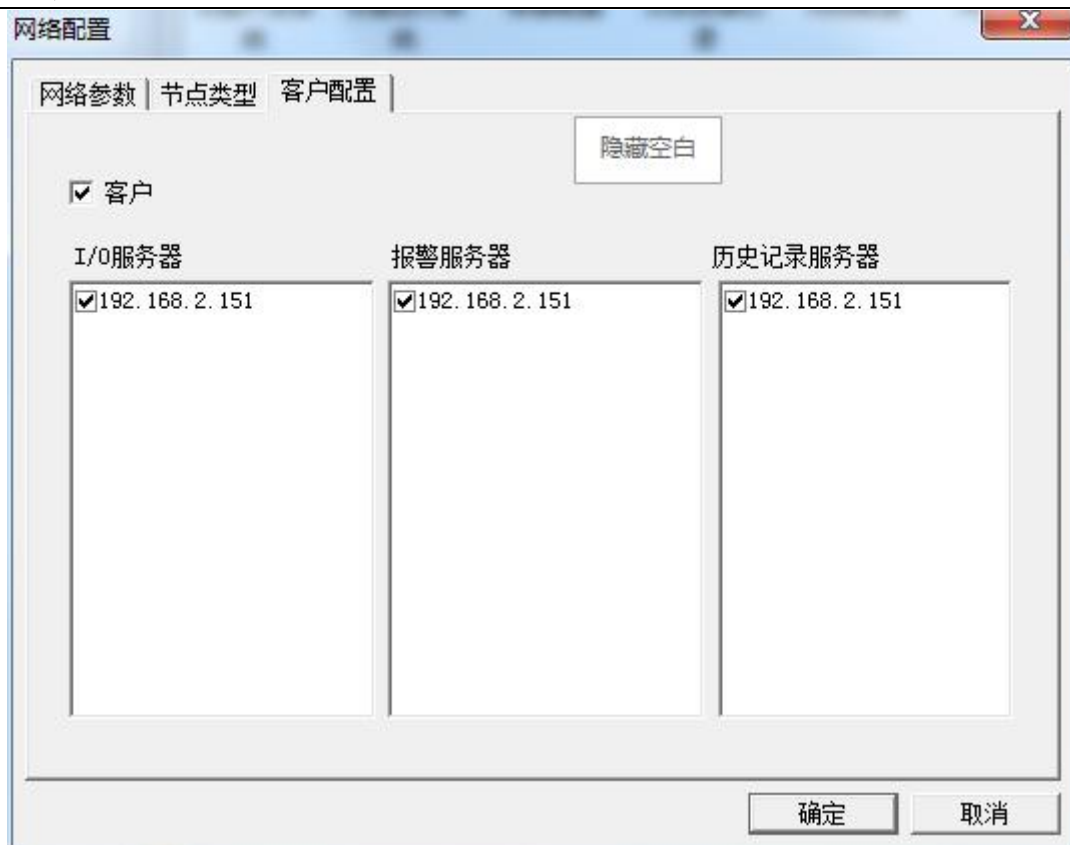 网络配置
网络参数 节点类型 客户配置
隐藏空白
客户
I/O服务器 报警服务器 历史记录服务器
192.168.2.151 192.168.2.151 192.168.2.151
确定 取消